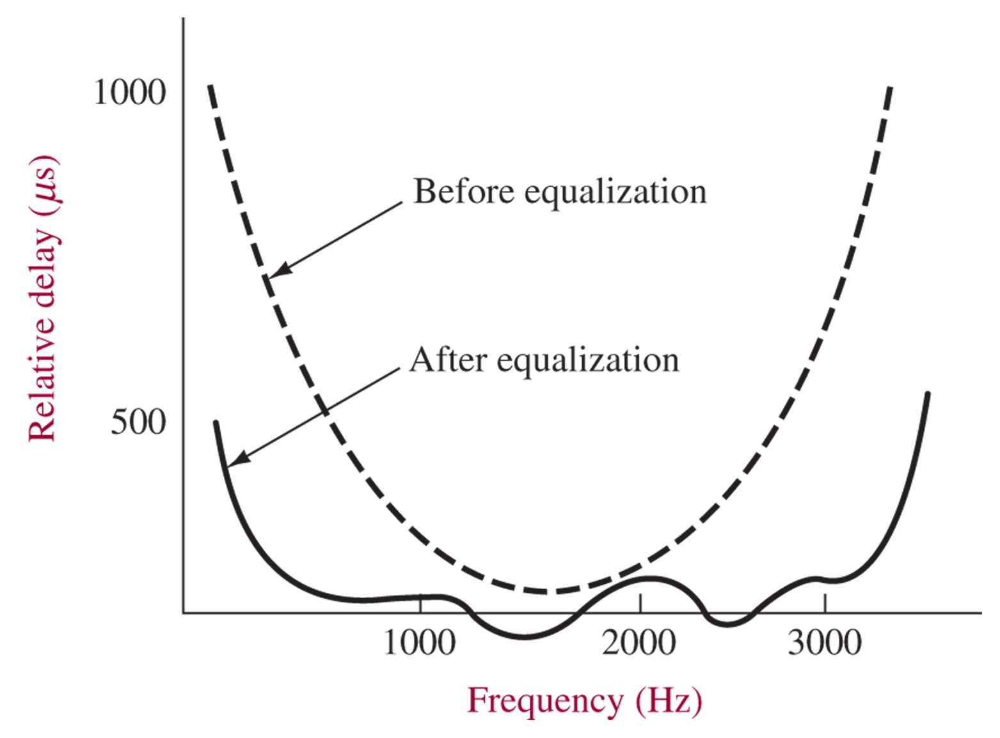 1000
Before equalization
Relative delay (μs)
After equalization
500
1000 2000 3000
Frequency (Hz)